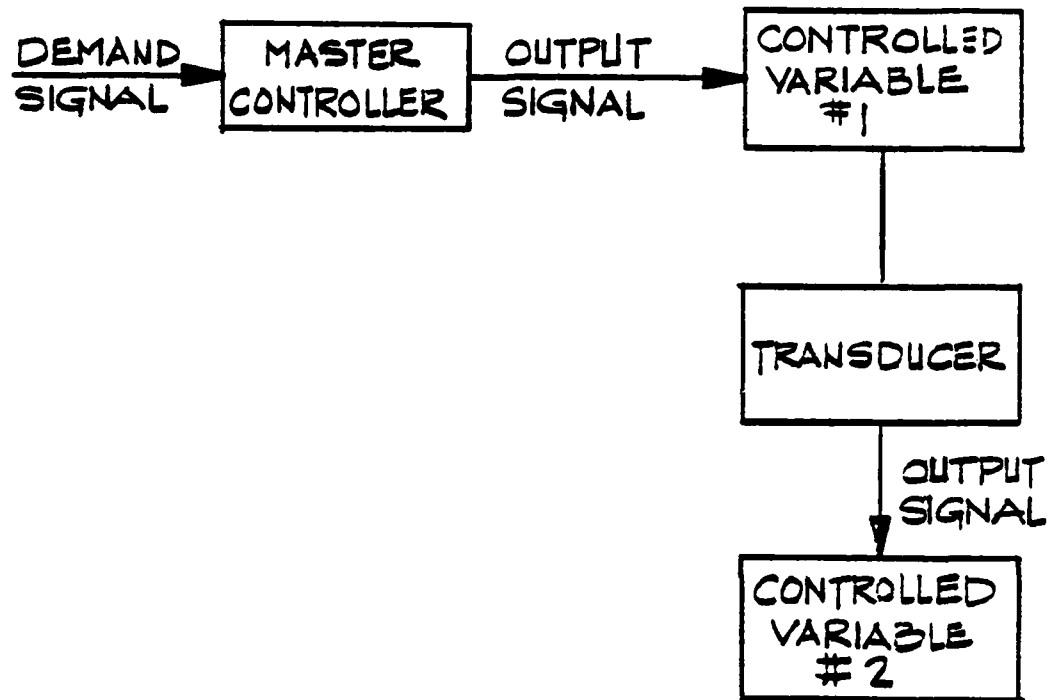 DEMAND
SIGNAL
MASTER
CONTROLLER
OUTPUT
SIGNAL
CONTROLLED
VARIABLE
#1
TRANSDUCER
OUTPUT
SIGNAL
CONTROLLED
VARIABLE
#2